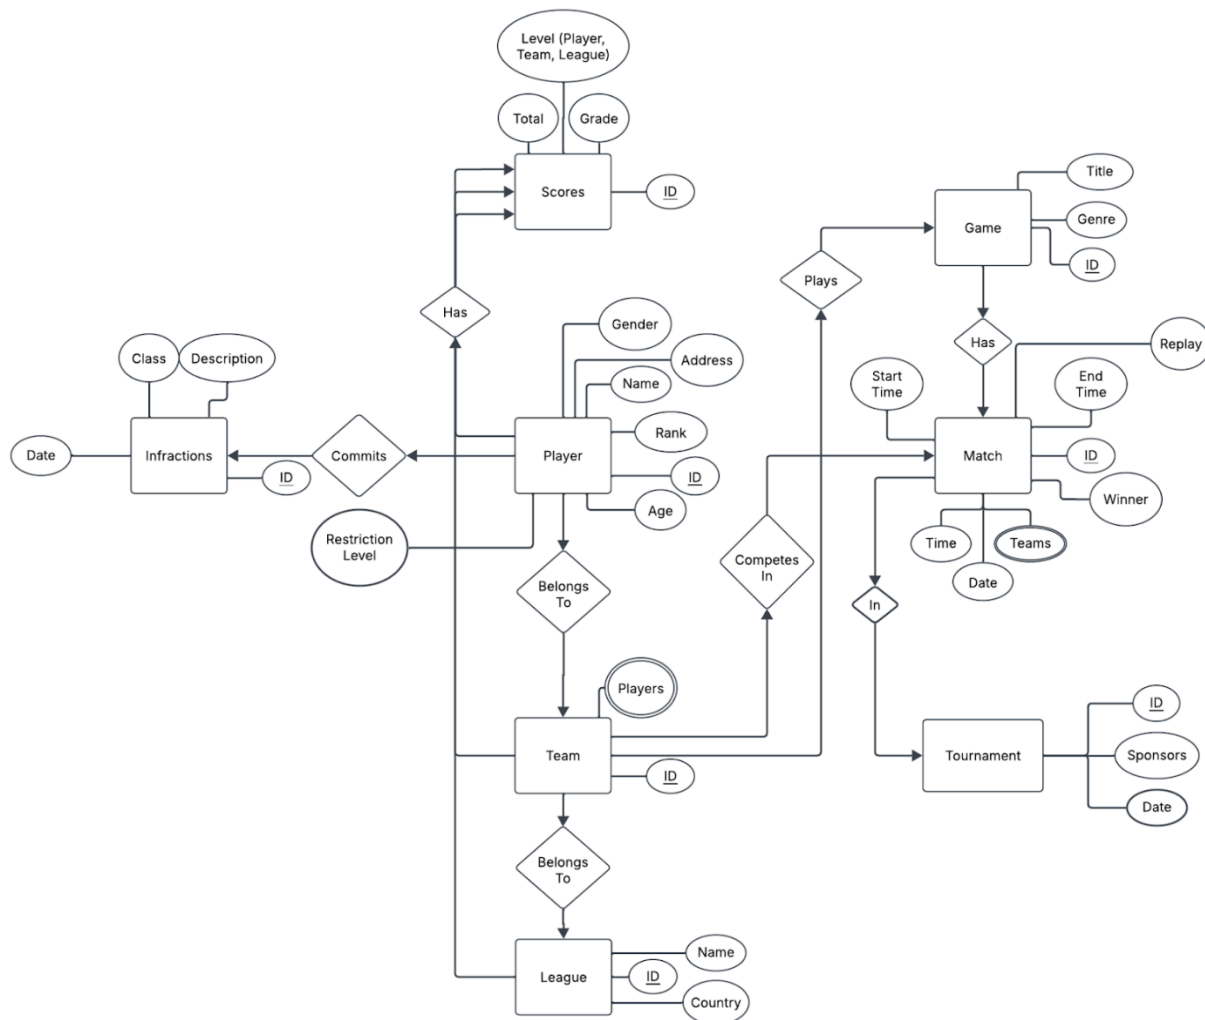 Level (Player,
Team, League)
Total
Grade
Scores
ID
Title
Game
Genre
ID
Plays
Has
Has
Gender
Address
Name
Rank
Player
ID
Age
Class
Description
Date
Infractions
ID
Commits
Restriction
Level
Replay
Start
Time
End
Time
Match
ID
Winner
Time
Teams
Date
Competes
In
Belongs
To
In
Players
Team
ID
Tournament
ID
Sponsors
Date
Belongs
To
League
Name
ID
Country